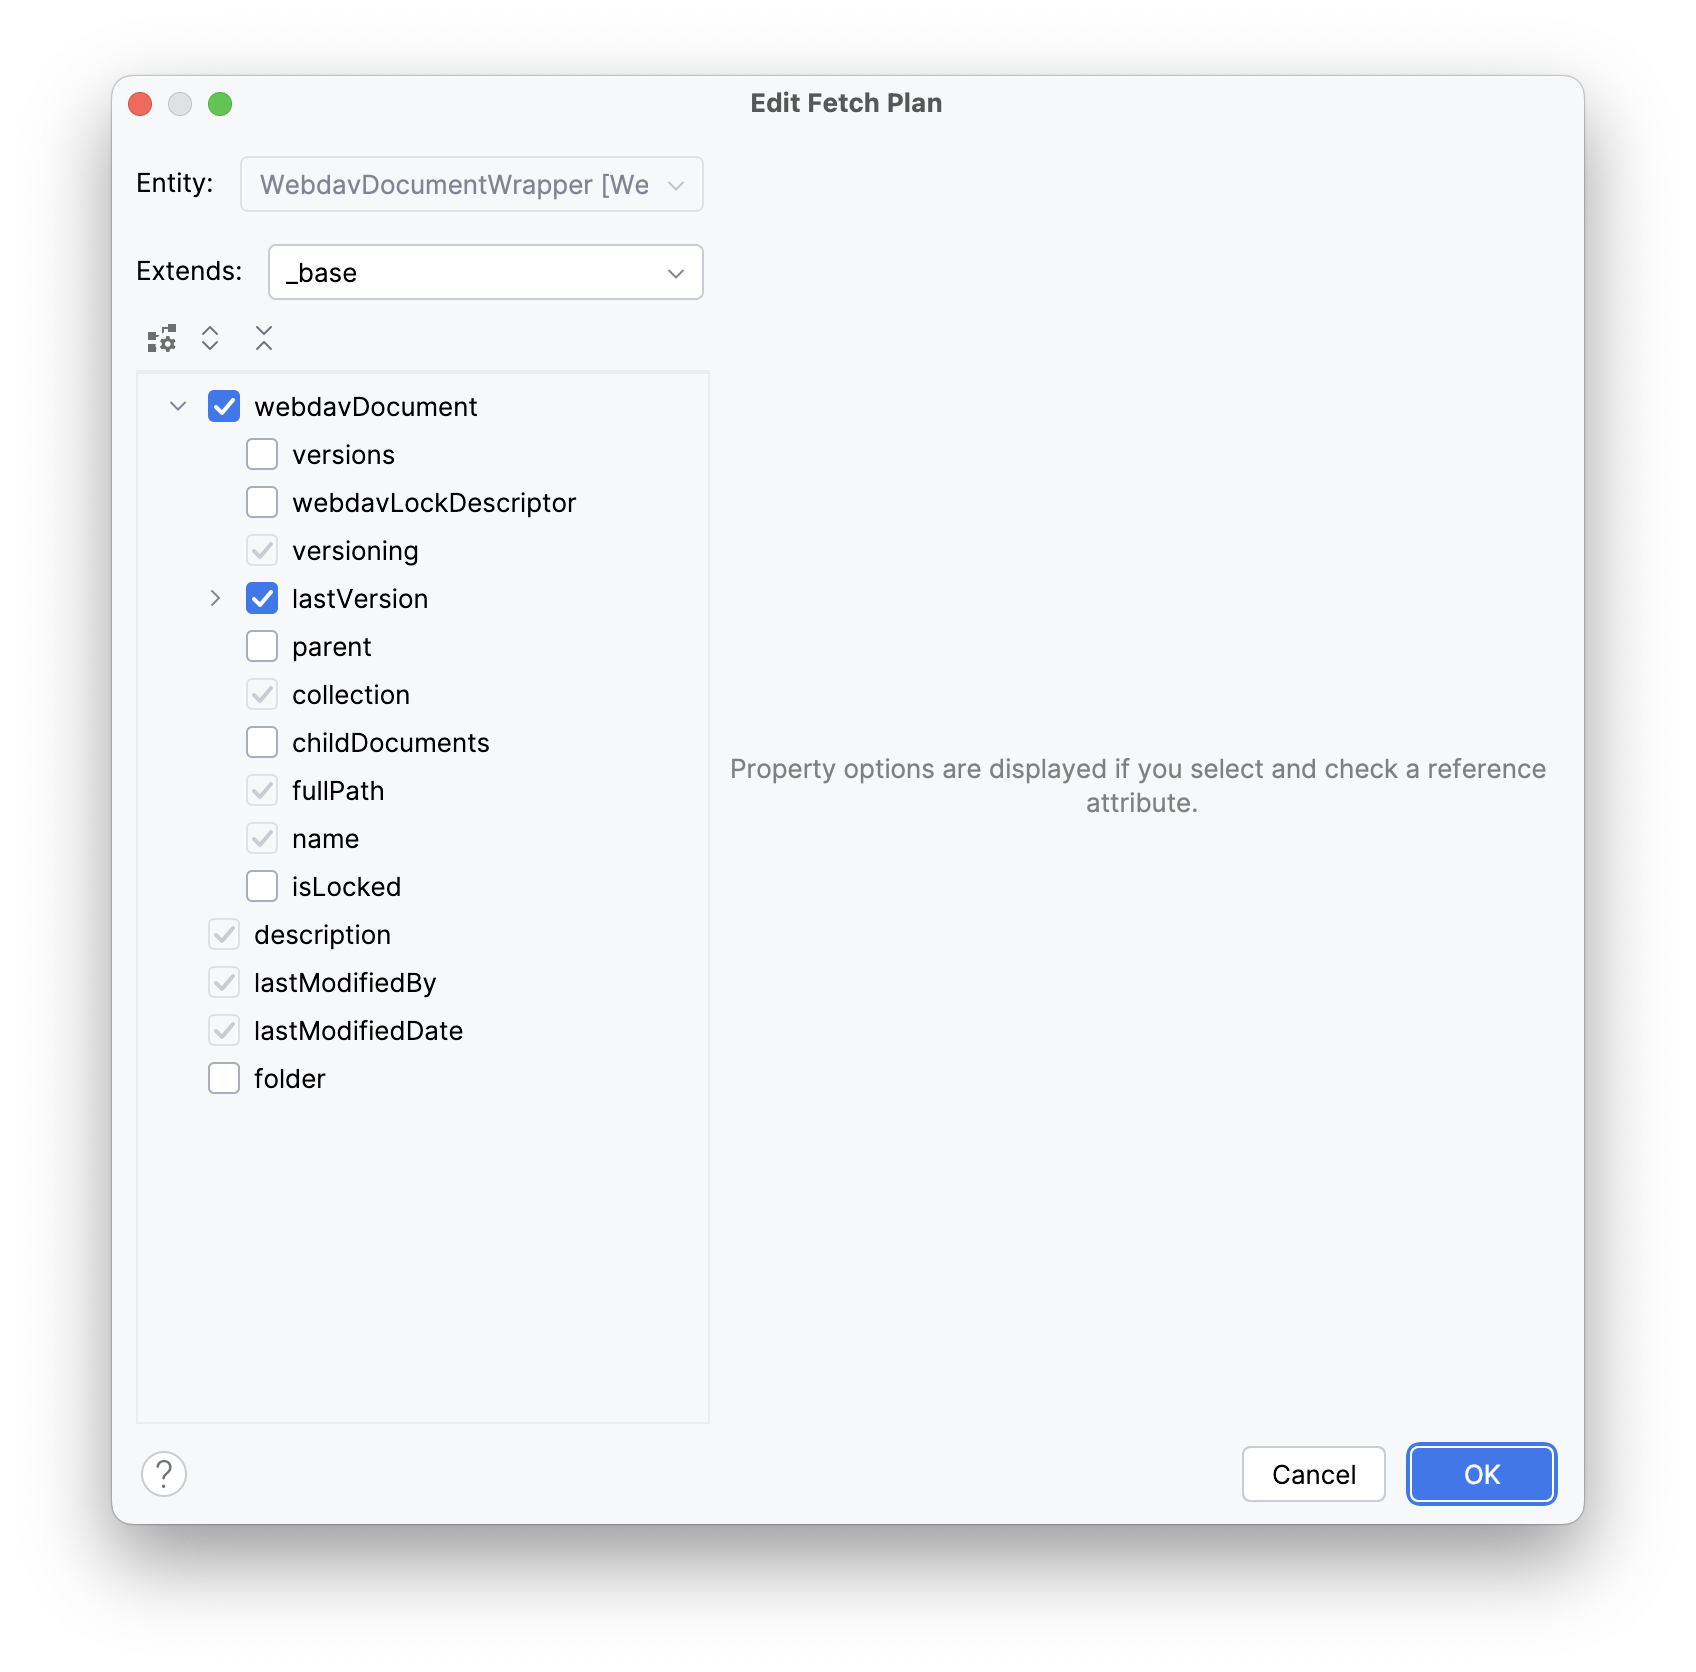 Edit Fetch Plan
Entity: WebdavDocumentWrapper [We
Extends: _base
webdavDocument
versions
webdavLockDescriptor
versioning
lastVersion
parent
collection
childDocuments
fullPath
name
isLocked
description
lastModifiedBy
lastModifiedDate
folder
Property options are displayed if you select and check a reference
attribute.
? Cancel OK